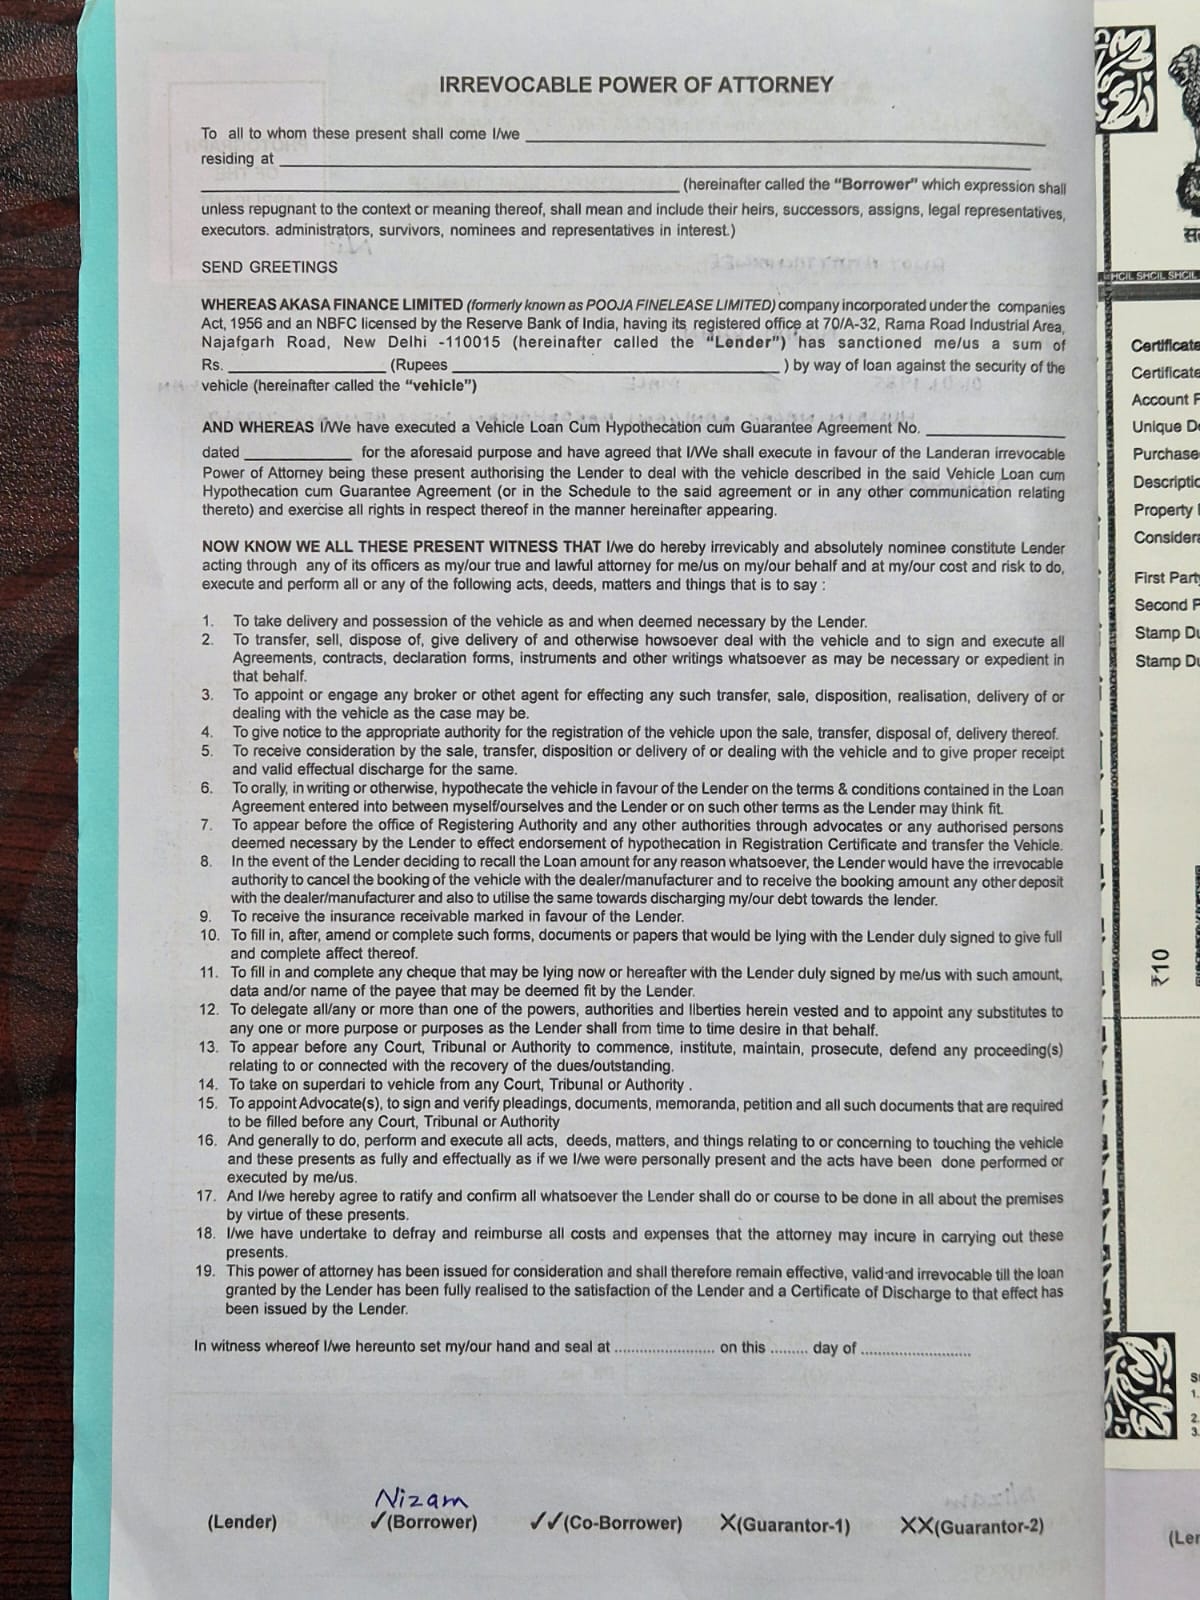 IRREVOCABLE POWER OF ATTORNEY
To all to whom these present shall come I/we
residing at
(hereinafter called the "Borrower" which expression shall
unless repugnant to the context or meaning thereof, shall mean and include their heirs, successors, assigns, legal representatives,
executors. administrators, survivors, nominees and representatives in interest.)
SEND GREETINGS
WHEREAS AKASA FINANCE LIMITED (formerly known as POOJA FINELEASE LIMITED) company incorporated under the companies
Act, 1956 and an NBFC licensed by the Reserve Bank of India, having its registered office at 70/A-32, Rama Road Industrial Area,
Najafgarh Road, New Delhi -110015 (hereinafter called the "Lender") has sanctioned me/us a sum of
Rs. (Rupees ) by way of loan against the security of the
vehicle (hereinafter called the "vehicle")
AND WHEREAS I/We have executed a Vehicle Loan Cum Hypothecation cum Guarantee Agreement No.
dated for the aforesaid purpose and have agreed that I/We shall execute in favour of the Landeran irrevocable
Power of Attorney being these present authorising the Lender to deal with the vehicle described in the said Vehicle Loan cum
Hypothecation cum Guarantee Agreement (or in the Schedule to the said agreement or in any other communication relating
thereto) and exercise all rights in respect thereof in the manner hereinafter appearing.
NOW KNOW WE ALL THESE PRESENT WITNESS THAT I/we do hereby irrevicably and absolutely nominee constitute Lender
acting through any of its officers as my/our true and lawful attorney for me/us on my/our behalf and at my/our cost and risk to do,
execute and perform all or any of the following acts, deeds, matters and things that is to say :
1. To take delivery and possession of the vehicle as and when deemed necessary by the Lender.
2. To transfer, sell, dispose of, give delivery of and otherwise howsoever deal with the vehicle and to sign and execute all
Agreements, contracts, declaration forms, instruments and other writings whatsoever as may be necessary or expedient in
that behalf.
3. To appoint or engage any broker or othet agent for effecting any such transfer, sale, disposition, realisation, delivery of or
dealing with the vehicle as the case may be.
4. To give notice to the appropriate authority for the registration of the vehicle upon the sale, transfer, disposal of, delivery thereof.
5. To receive consideration by the sale, transfer, disposition or delivery of or dealing with the vehicle and to give proper receipt
and valid effectual discharge for the same.
6. To orally, in writing or otherwise, hypothecate the vehicle in favour of the Lender on the terms & conditions contained in the Loan
Agreement entered into between myself/ourselves and the Lender or on such other terms as the Lender may think fit.
7. To appear before the office of Registering Authority and any other authorities through advocates or any authorised persons
deemed necessary by the Lender to effect endorsement of hypothecation in Registration Certificate and transfer the Vehicle.
8. In the event of the Lender deciding to recall the Loan amount for any reason whatsoever, the Lender would have the irrevocable
authority to cancel the booking of the vehicle with the dealer/manufacturer and to receive the booking amount any other deposit
with the dealer/manufacturer and also to utilise the same towards discharging my/our debt towards the lender.
9. To receive the insurance receivable marked in favour of the Lender.
10. To fill in, after, amend or complete such forms, documents or papers that would be lying with the Lender duly signed to give full
and complete affect thereof.
11. To fill in and complete any cheque that may be lying now or hereafter with the Lender duly signed by me/us with such amount,
data and/or name of the payee that may be deemed fit by the Lender.
12. To delegate all/any or more than one of the powers, authorities and liberties herein vested and to appoint any substitutes to
any one or more purpose or purposes as the Lender shall from time to time desire in that behalf.
13. To appear before any Court, Tribunal or Authority to commence, institute, maintain, prosecute, defend any proceeding(s)
relating to or connected with the recovery of the dues/outstanding.
14. To take on superdari to vehicle from any Court, Tribunal or Authority .
15. To appoint Advocate(s), to sign and verify pleadings, documents, memoranda, petition and all such documents that are required
to be filled before any Court, Tribunal or Authority
16. And generally to do, perform and execute all acts, deeds, matters, and things relating to or concerning to touching the vehicle
and these presents as fully and effectually as if we I/we were personally present and the acts have been done performed or
executed by me/us.
17. And I/we hereby agree to ratify and confirm all whatsoever the Lender shall do or course to be done in all about the premises
by virtue of these presents.
18. I/we have undertake to defray and reimburse all costs and expenses that the attorney may incure in carrying out these
presents.
19. This power of attorney has been issued for consideration and shall therefore remain effective, valid and irrevocable till the loan
granted by the Lender has been fully realised to the satisfaction of the Lender and a Certificate of Discharge to that effect has
been issued by the Lender.
In witness whereof I/we hereunto set my/our hand and seal at ........................ on this ......... day of ..........................
Nizam
(Lender) ✓(Borrower) ✓✓(Co-Borrower) X(Guarantor-1) XX(Guarantor-2)
SHCIL SHCIL
Certificate
Certificate
Account
Unique
Purchase
Property
First Party
Second
Stamp
Stamp
₹10
1.
2.
3.